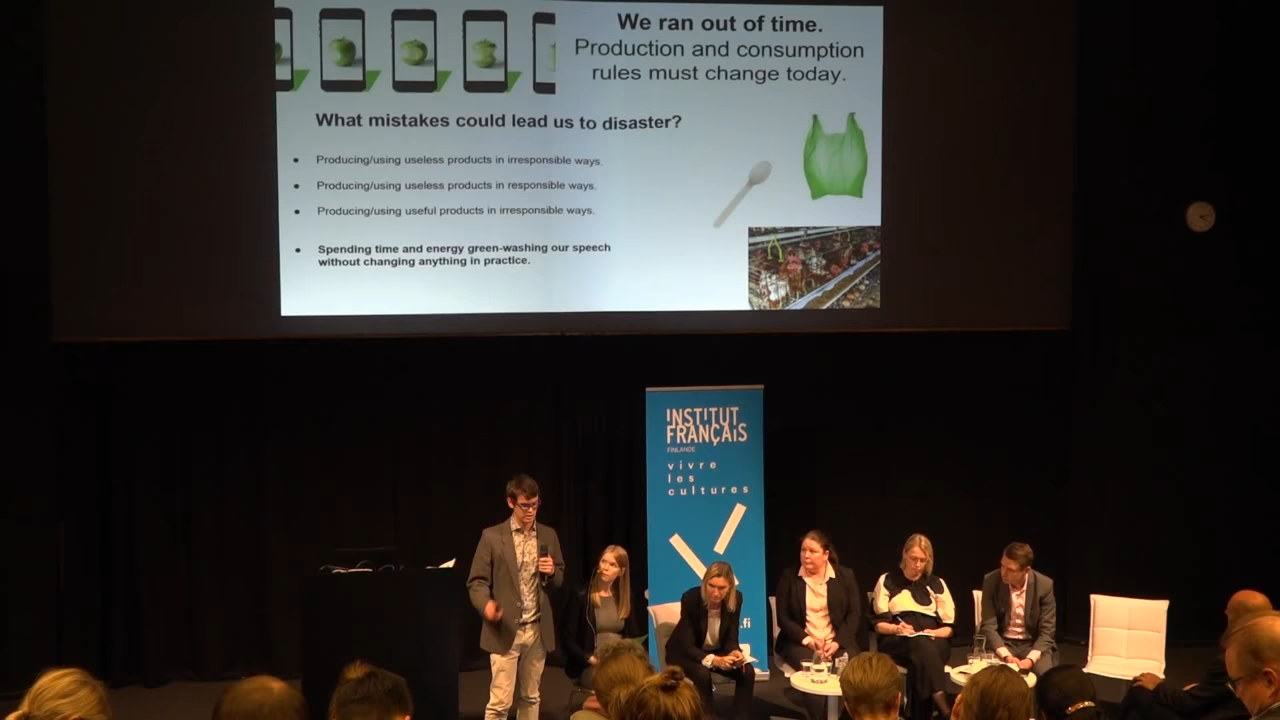 We ran out of time.
Production and consumption
rules must change today.
What mistakes could lead us to disaster?
• Producing/using useless products in irresponsible ways.
• Producing/using useless products in responsible ways.
• Producing/using useful products in irresponsible ways.
• Spending time and energy green-washing our speech
without changing anything in practice.
INSTITUT
FRANÇAIS
FINLANDE
vivre
les
cultures
.fi